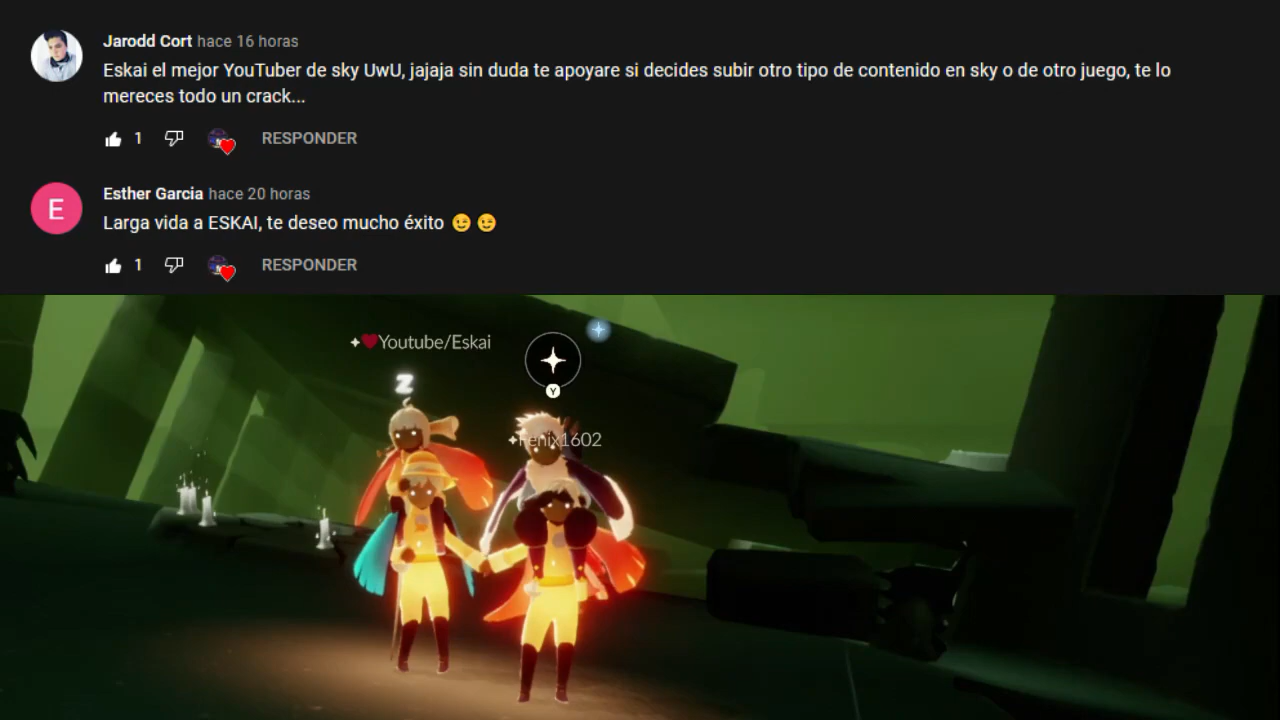 Jarodd Cort hace 16 horas
Eskai el mejor YouTuber de sky UwU, jajaja sin duda te apoyare si decides subir otro tipo de contenido en sky o de otro juego, te lo
mereces todo un crack...
1 RESPONDER
E
Esther Garcia hace 20 horas
Larga vida a ESKAI, te deseo mucho éxito 😉 😉
1 RESPONDER
Youtube/Eskai
Z
Y
Fenix1602